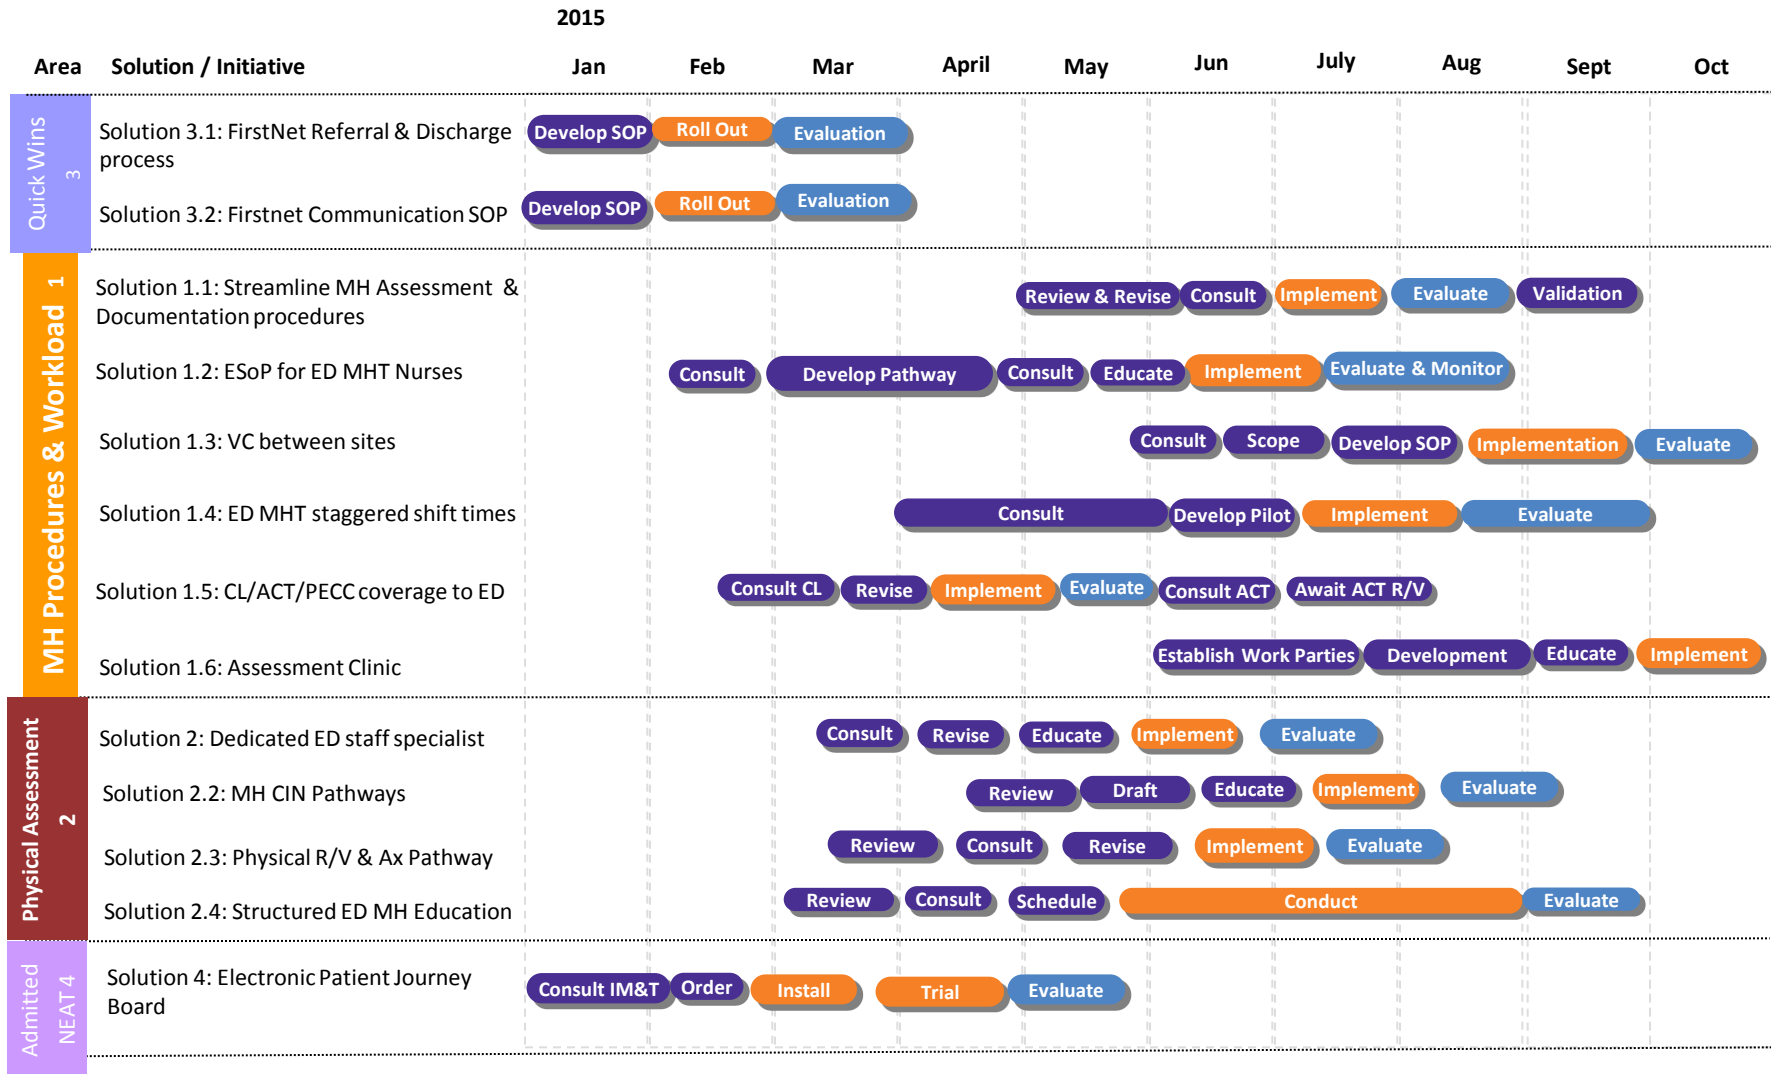 2015
Area Solution / Initiative Jan Feb Mar April May Jun July Aug Sept Oct
Quick Wins
3
Solution 3.1: FirstNet Referral & Discharge
process
Develop SOP Roll Out Evaluation
Solution 3.2: Firstnet Communication SOP
Develop SOP Roll Out Evaluation
MH Procedures & Workload 1
Solution 1.1: Streamline MH Assessment &
Documentation procedures
Review & Revise Consult Implement Evaluate Validation
Solution 1.2: ESoP for ED MHT Nurses
Consult Develop Pathway Consult Educate Implement Evaluate & Monitor
Solution 1.3: VC between sites
Consult Scope Develop SOP Implementation Evaluate
Solution 1.4: ED MHT staggered shift times
Consult Develop Pilot Implement Evaluate
Solution 1.5: CL/ACT/PECC coverage to ED
Consult CL Revise Implement Evaluate Consult ACT Await ACT R/V
Solution 1.6: Assessment Clinic
Establish Work Parties Development Educate Implement
Physical Assessment
2
Solution 2: Dedicated ED staff specialist
Consult Revise Educate Implement Evaluate
Solution 2.2: MH CIN Pathways
Review Draft Educate Implement Evaluate
Solution 2.3: Physical R/V & Ax Pathway
Review Consult Revise Implement Evaluate
Solution 2.4: Structured ED MH Education
Review Consult Schedule Conduct Evaluate
Admitted
NEAT 4
Solution 4: Electronic Patient Journey
Board
Consult IM&T Order Install Trial Evaluate